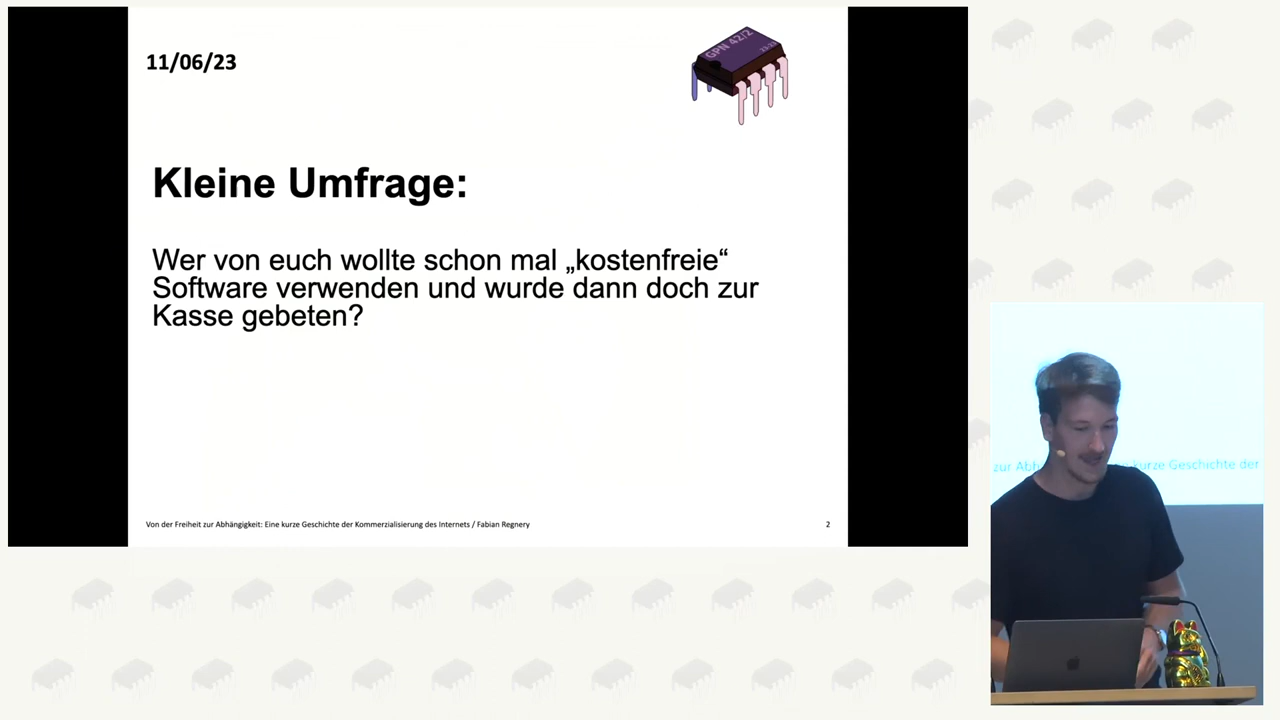 11/06/23
GPN 42/2
23-23
Kleine Umfrage:
Wer von euch wollte schon mal „kostenfreie“
Software verwenden und wurde dann doch zur
Kasse gebeten?
Von der Freiheit zur Abhängigkeit: Eine kurze Geschichte der Kommerzialisierung des Internets / Fabian Regnery
2
kurze Geschichte der